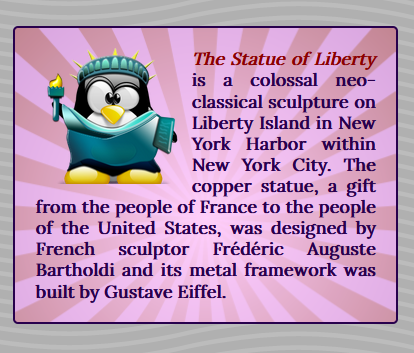 The Statue of Liberty
is a colossal neo-
classical sculpture on
Liberty Island in New
York Harbor within
New York City. The
copper statue, a gift
from the people of France to the people
of the United States, was designed by
French sculptor Frédéric Auguste
Bartholdi and its metal framework was
built by Gustave Eiffel.